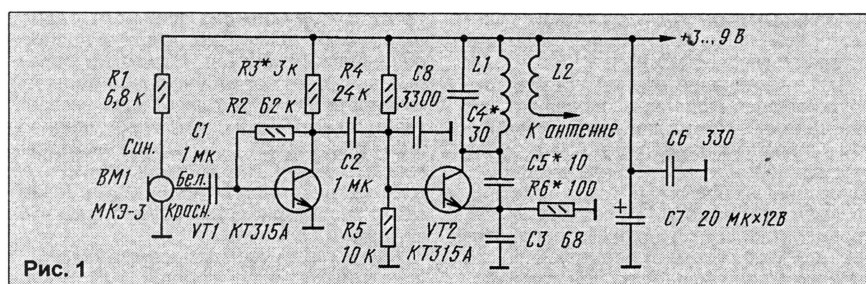 +3...9 В
R1
6,8 к
R3* 3 к
R4
24 к
C8
3300
L1
L2
R2 62 к
C4*
30
К антенне
C1
1 мк
Син.
C2
1 мк
C5* 10
C6 330
ВМ1
МКЭ-3
Бел.
Красн.
R6* 100
VT1 КТ315А
R5
10 к
VT2
КТ315А
C3 68
+
C7 20 мк×12В
Рис. 1